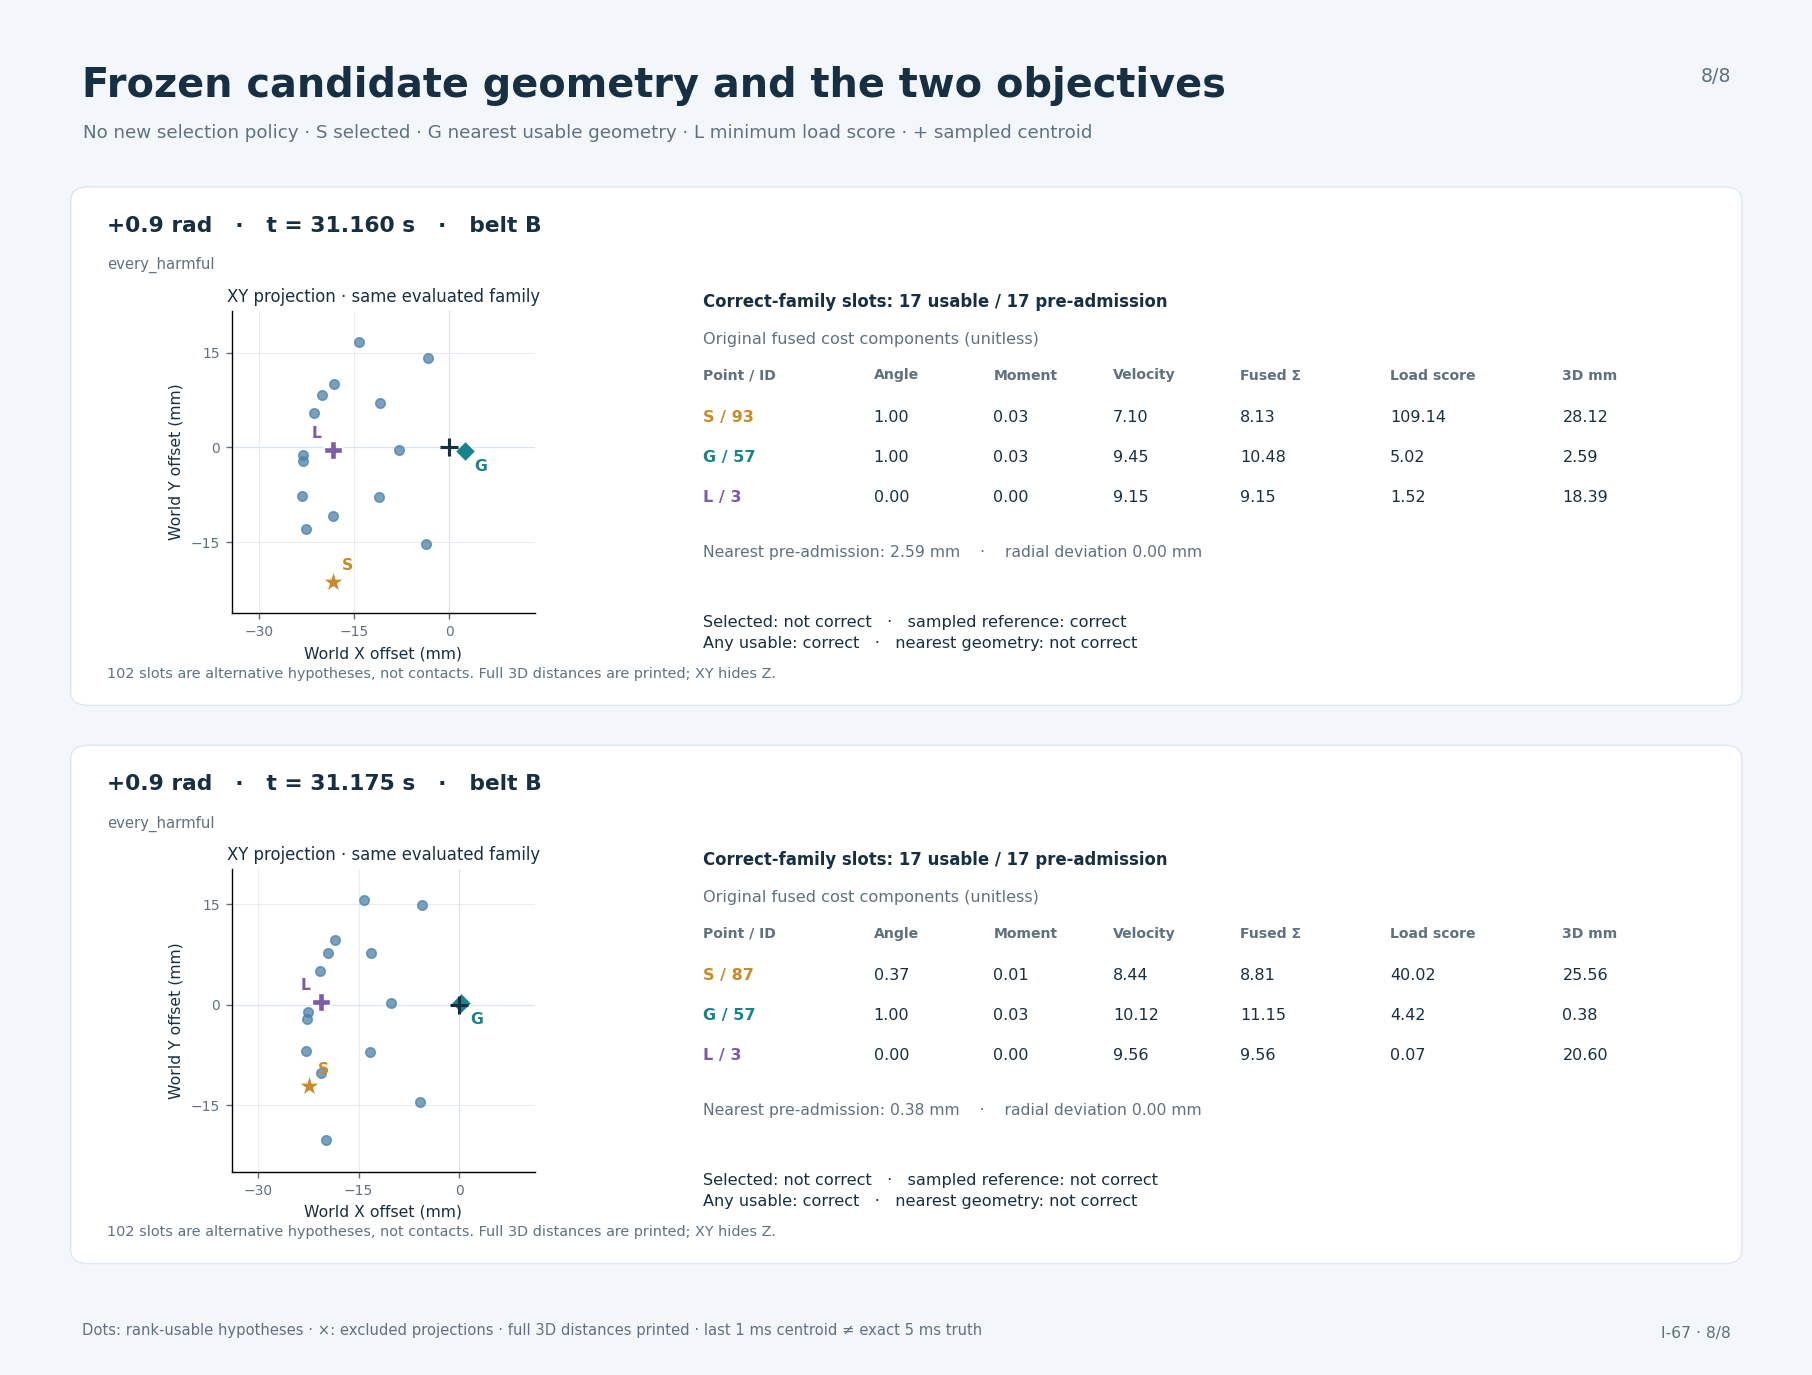 Frozen candidate geometry and the two objectives
8/8
No new selection policy · S selected · G nearest usable geometry · L minimum load score · + sampled centroid
+0.9 rad · t = 31.160 s · belt B
every_harmful
XY projection · same evaluated family
15
0
−15
−30
−15
0
World Y offset (mm)
World X offset (mm)
L
G
S
Correct-family slots: 17 usable / 17 pre-admission
Original fused cost components (unitless)
Point / ID Angle Moment Velocity Fused Σ Load score 3D mm
S / 93 1.00 0.03 7.10 8.13 109.14 28.12
G / 57 1.00 0.03 9.45 10.48 5.02 2.59
L / 3 0.00 0.00 9.15 9.15 1.52 18.39
Nearest pre-admission: 2.59 mm · radial deviation 0.00 mm
Selected: not correct · sampled reference: correct
Any usable: correct · nearest geometry: not correct
102 slots are alternative hypotheses, not contacts. Full 3D distances are printed; XY hides Z.
+0.9 rad · t = 31.175 s · belt B
every_harmful
XY projection · same evaluated family
15
0
−15
−30
−15
0
World Y offset (mm)
World X offset (mm)
L
G
S
Correct-family slots: 17 usable / 17 pre-admission
Original fused cost components (unitless)
Point / ID Angle Moment Velocity Fused Σ Load score 3D mm
S / 87 0.37 0.01 8.44 8.81 40.02 25.56
G / 57 1.00 0.03 10.12 11.15 4.42 0.38
L / 3 0.00 0.00 9.56 9.56 0.07 20.60
Nearest pre-admission: 0.38 mm · radial deviation 0.00 mm
Selected: not correct · sampled reference: not correct
Any usable: correct · nearest geometry: not correct
102 slots are alternative hypotheses, not contacts. Full 3D distances are printed; XY hides Z.
Dots: rank-usable hypotheses · ×: excluded projections · full 3D distances printed · last 1 ms centroid ≠ exact 5 ms truth
I-67 · 8/8